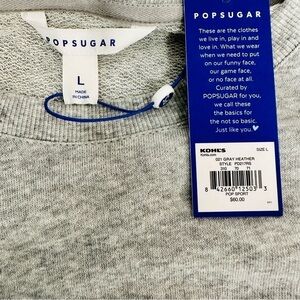 POPSUGAR
L
MADE
IN CHINA
POPSUGAR
These are the clothes
we live in, play in and
love in. What we wear
when we need to put
on our funny face,
our game face,
or no face at all.
Curated by
POPSUGAR for you,
we call these
the basics for
the not so basic.
Just like you
KOHL'S SIZE L
021 GRAY HEATHER
POP SPORT
$60.00